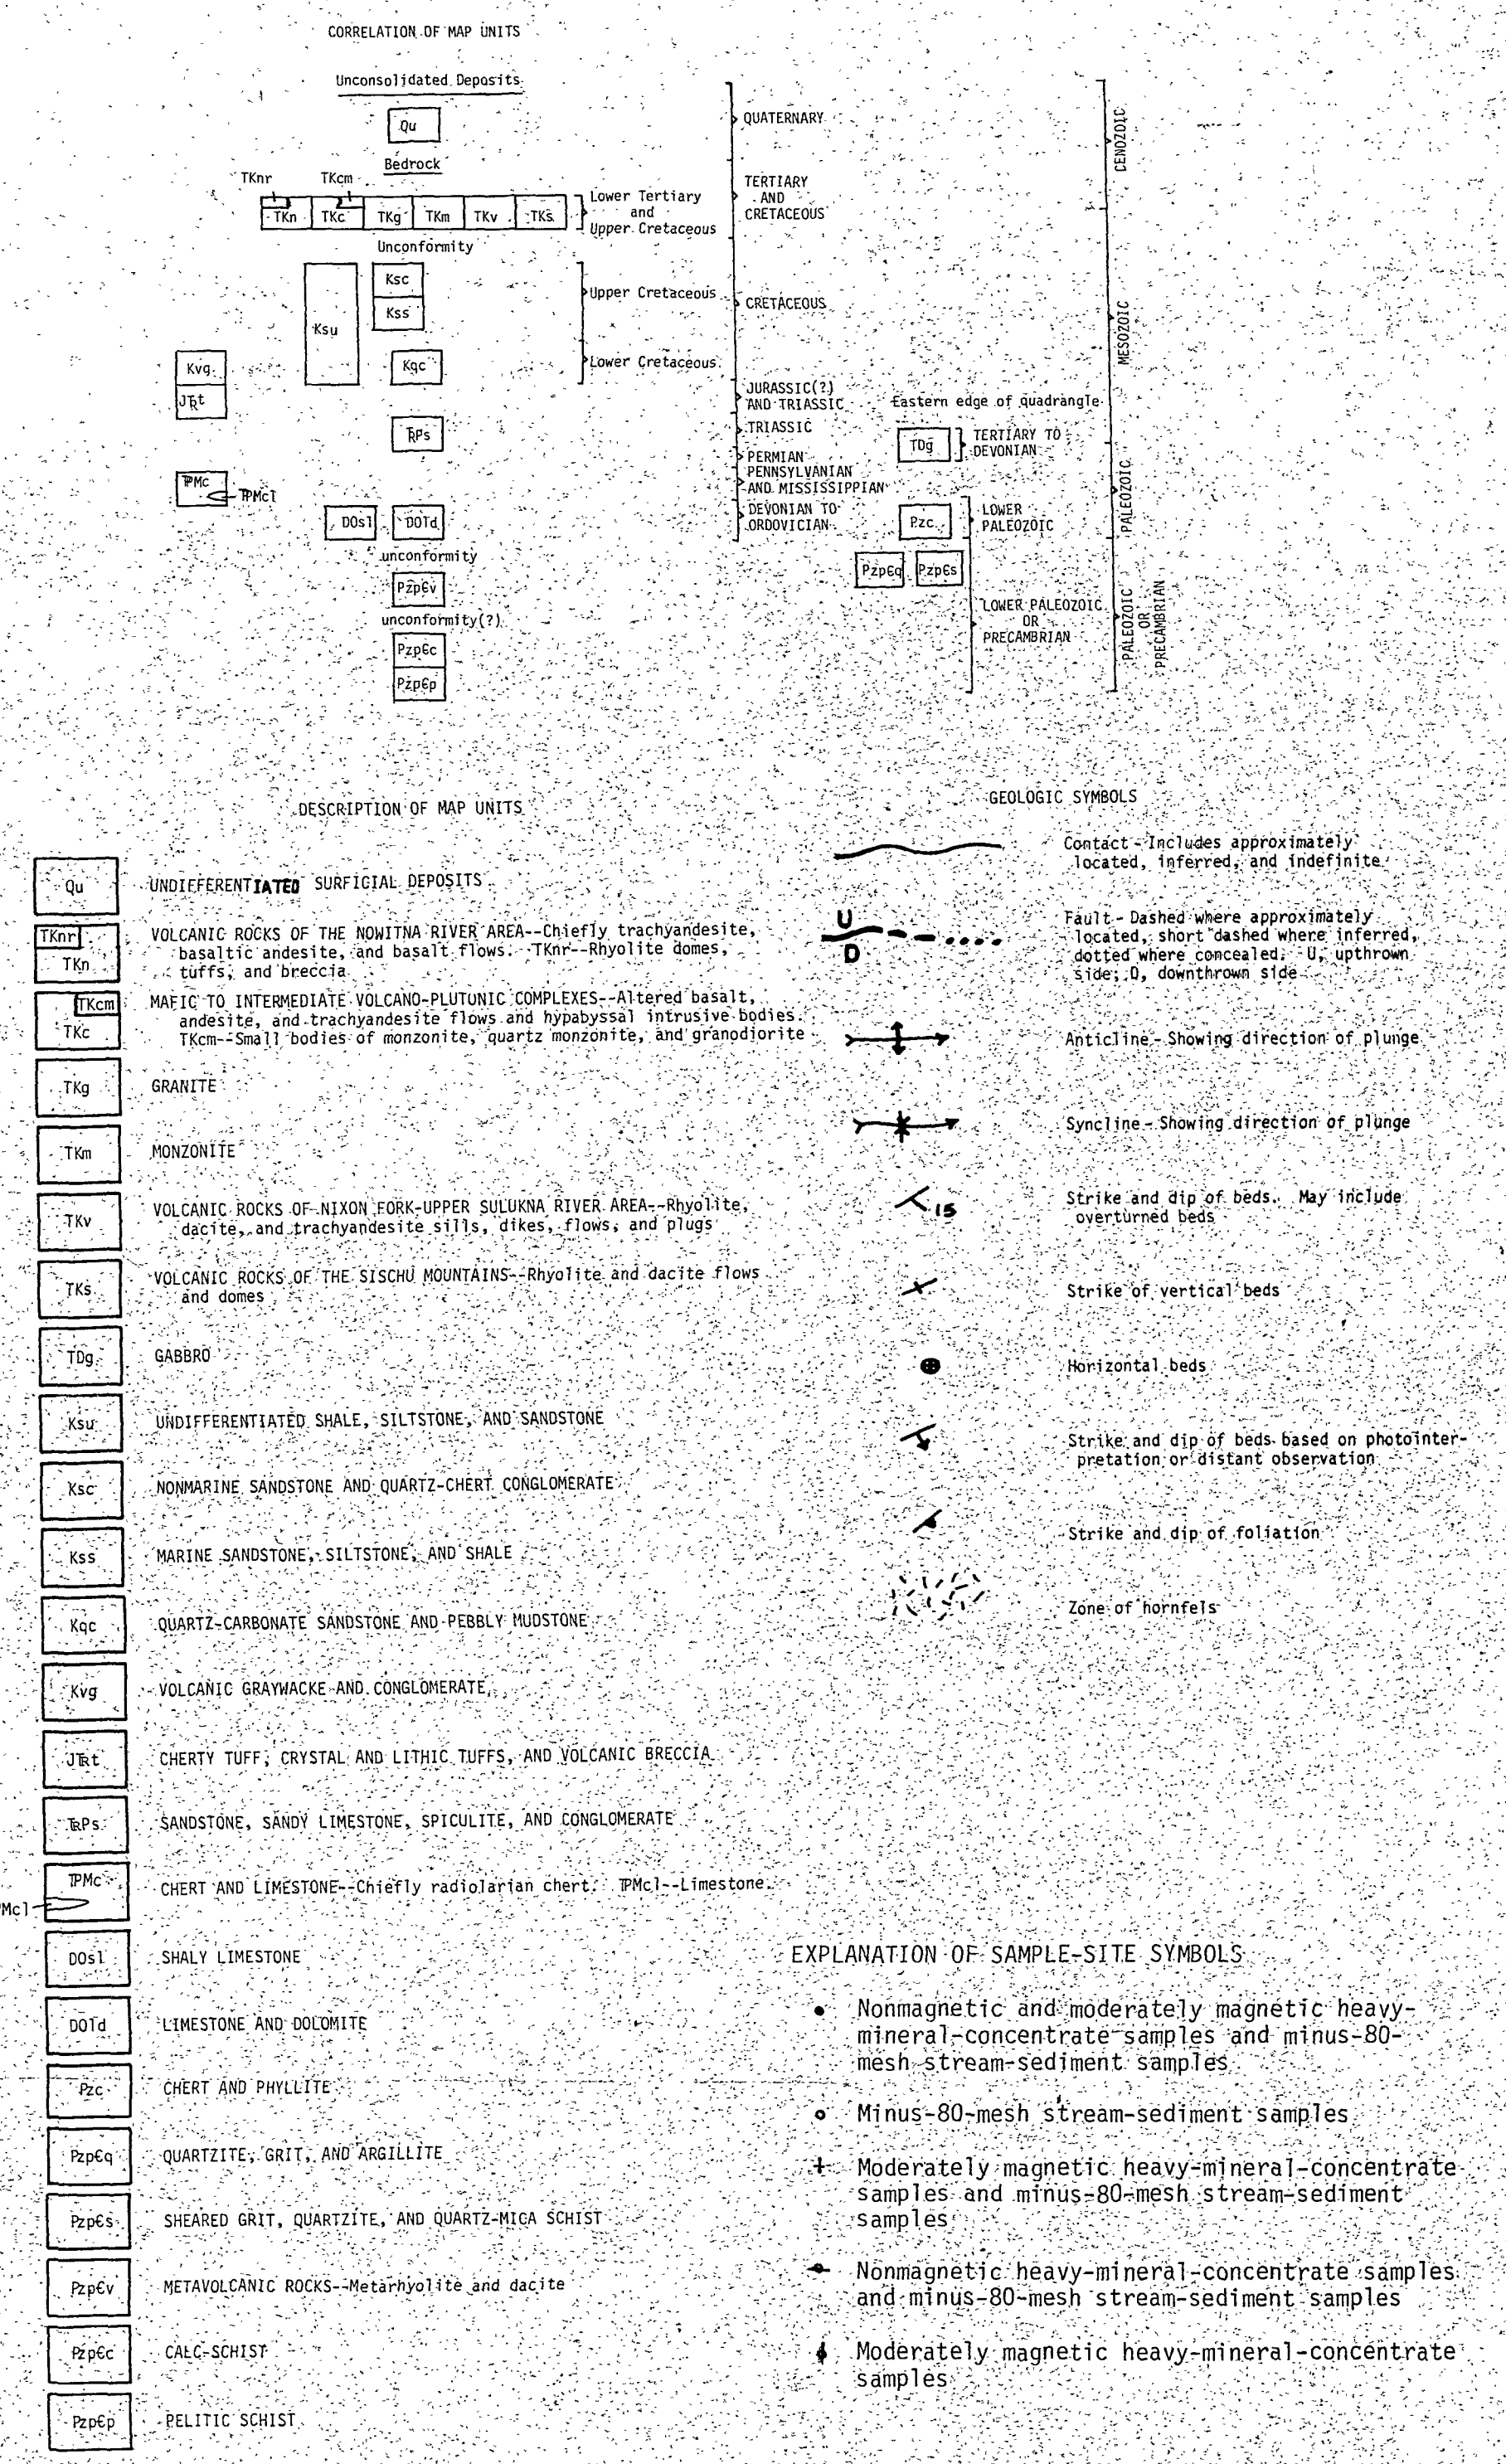 CORRELATION OF MAP UNITS
Unconsolidated Deposits
Qu
Bedrock
TKnr TKcm
TKn TKc TKg TKm TKv TKs
Lower Tertiary
and
Upper Cretaceous
Unconformity
Ksc
Kss
Ksu
Upper Cretaceous
Kvg
Kqc
Lower Cretaceous
JTRt
TRPs
IPMc
IPMcl
DOsl DOld
unconformity
Pzp€v
unconformity(?)
Pzp€c
Pzp€p
QUATERNARY
TERTIARY
AND
CRETACEOUS
CRETACEOUS
JURASSIC(?)
AND TRIASSIC
TRIASSIC
PERMIAN
PENNSYLVANIAN
AND MISSISSIPPIAN
DEVONIAN TO
ORDOVICIAN
Eastern edge of quadrangle
TDg
TERTIARY TO
DEVONIAN
Pzc
LOWER
PALEOZOIC
Pzp€q Pzp€s
LOWER PALEOZOIC
OR
PRECAMBRIAN
CENOZOIC
MESOZOIC
PALEOZOIC
PALEOZOIC
OR
PRECAMBRIAN
DESCRIPTION OF MAP UNITS
Qu
UNDIFFERENTIATED SURFICIAL DEPOSITS
TKnr
TKn
VOLCANIC ROCKS OF THE NOWITNA RIVER AREA--Chiefly trachyandesite,
basaltic andesite, and basalt flows. TKnr--Rhyolite domes,
tuffs, and breccia
TKcm
TKc
MAFIC TO INTERMEDIATE VOLCANO-PLUTONIC COMPLEXES--Altered basalt,
andesite, and trachyandesite flows and hypabyssal intrusive bodies.
TKcm--Small bodies of monzonite, quartz monzonite, and granodiorite
TKg
GRANITE
TKm
MONZONITE
TKv
VOLCANIC ROCKS OF NIXON FORK-UPPER SULUKNA RIVER AREA--Rhyolite,
dacite, and trachyandesite sills, dikes, flows, and plugs
TKs
VOLCANIC ROCKS OF THE SISCHU MOUNTAINS--Rhyolite and dacite flows
and domes
TDg
GABBRO
Ksu
UNDIFFERENTIATED SHALE, SILTSTONE, AND SANDSTONE
Ksc
NONMARINE SANDSTONE AND QUARTZ-CHERT CONGLOMERATE
Kss
MARINE SANDSTONE, SILTSTONE, AND SHALE
Kqc
QUARTZ-CARBONATE SANDSTONE AND PEBBLY MUDSTONE
Kvg
VOLCANIC GRAYWACKE AND CONGLOMERATE
JTRt
CHERTY TUFF, CRYSTAL AND LITHIC TUFFS, AND VOLCANIC BRECCIA
TRPs
SANDSTONE, SANDY LIMESTONE, SPICULITE, AND CONGLOMERATE
IPMc
Mcl
CHERT AND LIMESTONE--Chiefly radiolarian chert. IPMcl--Limestone
DOsl
SHALY LIMESTONE
DOld
LIMESTONE AND DOLOMITE
Pzc
CHERT AND PHYLLITE
Pzp€q
QUARTZITE, GRIT, AND ARGILLITE
Pzp€s
SHEARED GRIT, QUARTZITE, AND QUARTZ-MICA SCHIST
Pzp€v
METAVOLCANIC ROCKS--Metarhyolite and dacite
Pzp€c
CALC-SCHIST
Pzp€p
PELITIC SCHIST
GEOLOGIC SYMBOLS
Contact - Includes approximately
located, inferred, and indefinite
U
D
Fault - Dashed where approximately
located, short dashed where inferred,
dotted where concealed. U, upthrown
side; D, downthrown side
Anticline - Showing direction of plunge
Syncline - Showing direction of plunge
15
Strike and dip of beds. May include
overturned beds
Strike of vertical beds
Horizontal beds
Strike and dip of beds based on photointer-
pretation or distant observation
Strike and dip of foliation
Zone of hornfels
EXPLANATION OF SAMPLE-SITE SYMBOLS
Nonmagnetic and moderately magnetic heavy-
mineral-concentrate samples and minus-80-
mesh stream-sediment samples
Minus-80-mesh stream-sediment samples
Moderately magnetic heavy-mineral-concentrate
samples and minus-80-mesh stream-sediment
samples
Nonmagnetic heavy-mineral-concentrate samples
and minus-80-mesh stream-sediment samples
Moderately magnetic heavy-mineral-concentrate
samples